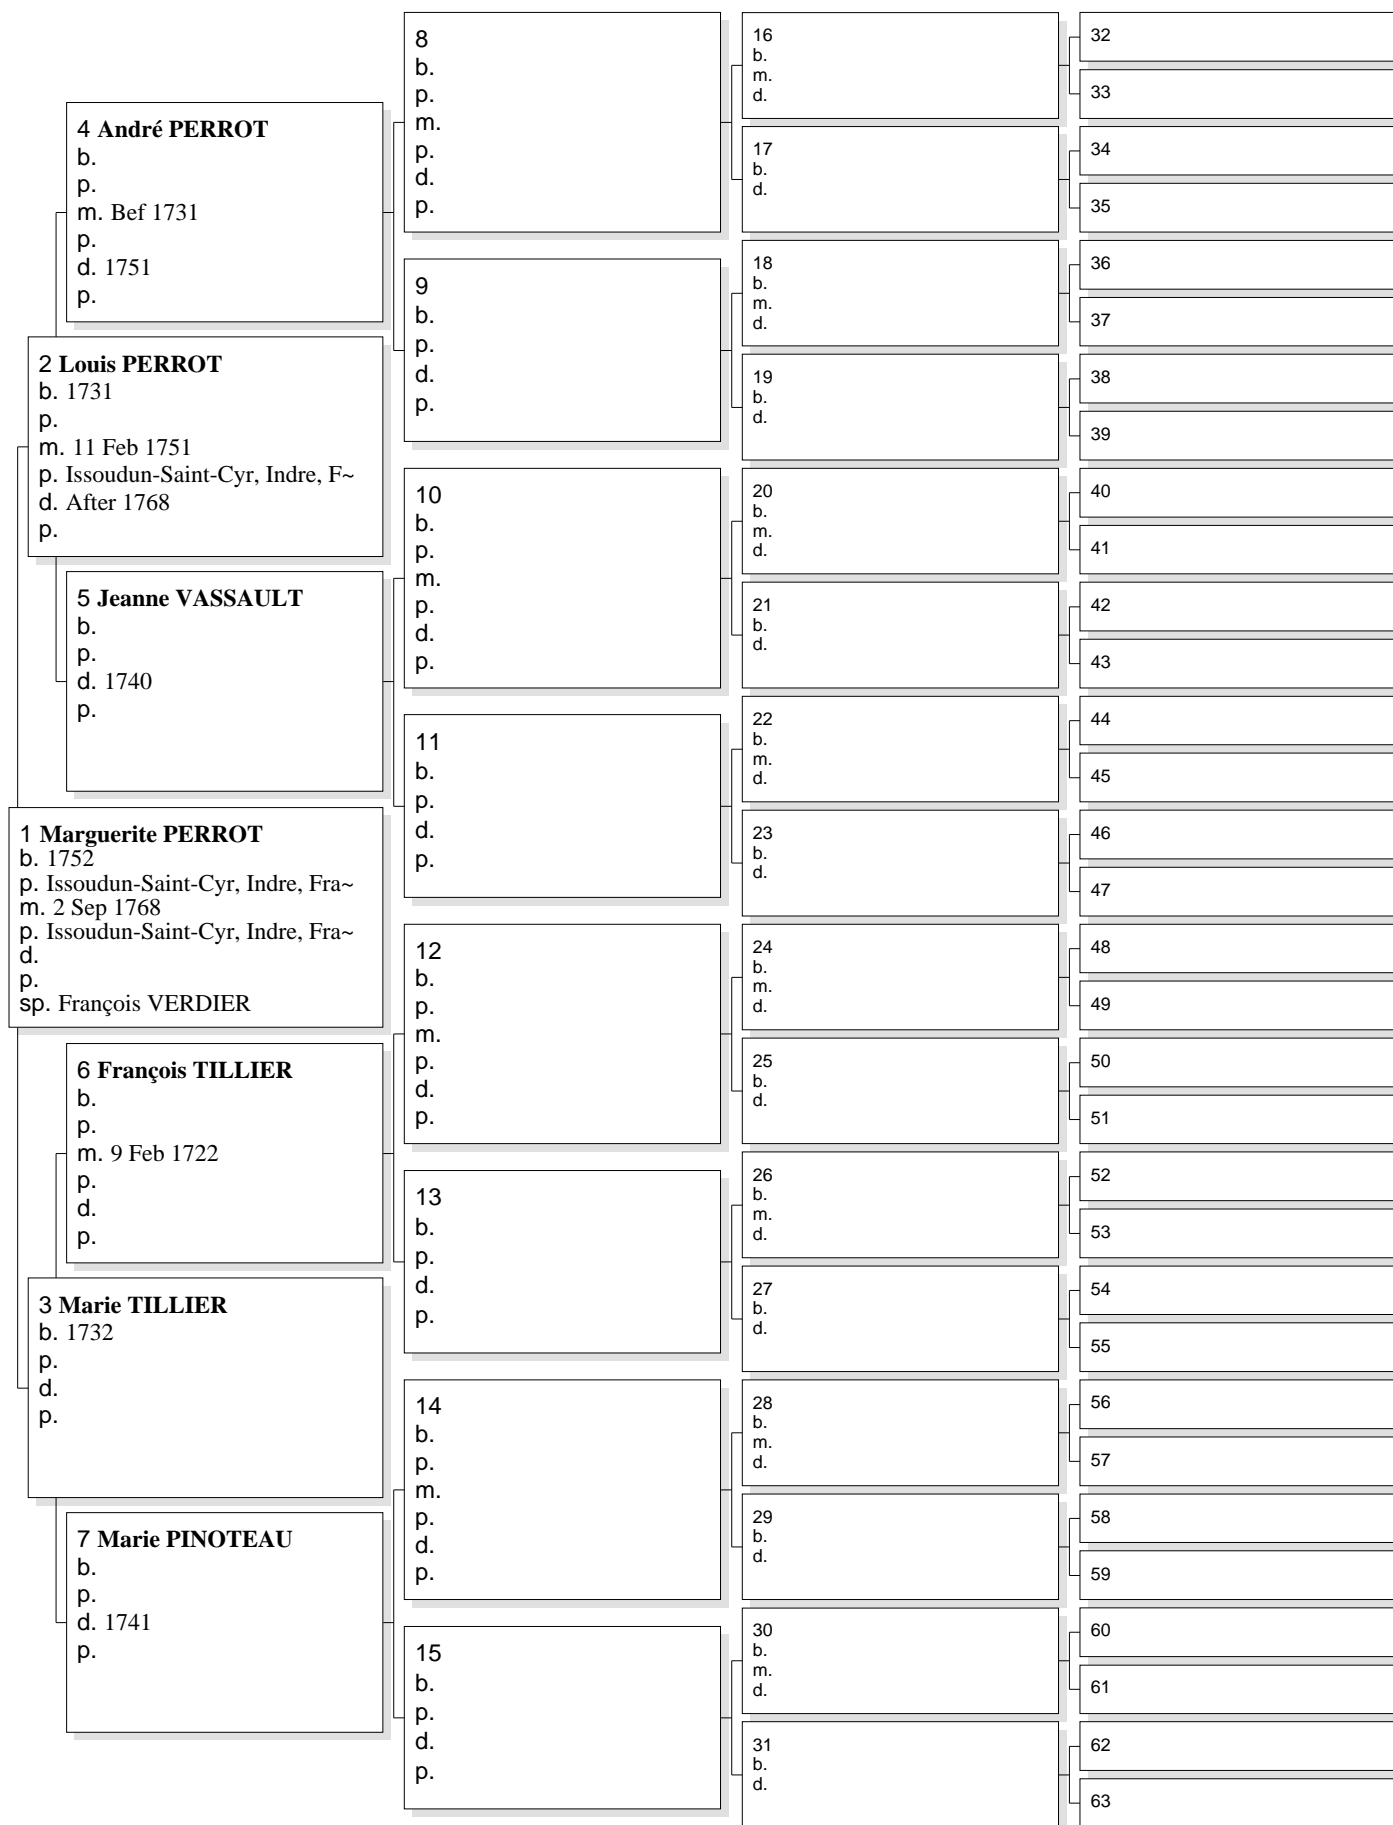 4 André PERROT
b.
p.
m. Bef 1731
p.
d. 1751
p.
2 Louis PERROT
b. 1731
p.
m. 11 Feb 1751
p. Issoudun-Saint-Cyr, Indre, F~
d. After 1768
p.
5 Jeanne VASSAULT
b.
p.
d. 1740
p.
1 Marguerite PERROT
b. 1752
p. Issoudun-Saint-Cyr, Indre, Fra~
m. 2 Sep 1768
p. Issoudun-Saint-Cyr, Indre, Fra~
d.
p.
sp. François VERDIER
6 François TILLIER
b.
p.
m. 9 Feb 1722
p.
d.
p.
3 Marie TILLIER
b. 1732
p.
d.
p.
7 Marie PINOTEAU
b.
p.
d. 1741
p.
8
b.
p.
m.
p.
d.
p.
9
b.
p.
d.
p.
10
b.
p.
m.
p.
d.
p.
11
b.
p.
d.
p.
12
b.
p.
m.
p.
d.
p.
13
b.
p.
d.
p.
14
b.
p.
m.
p.
d.
p.
15
b.
p.
d.
p.
16
b.
m.
d.
17
b.
d.
18
b.
m.
d.
19
b.
d.
20
b.
m.
d.
21
b.
d.
22
b.
m.
d.
23
b.
d.
24
b.
m.
d.
25
b.
d.
26
b.
m.
d.
27
b.
d.
28
b.
m.
d.
29
b.
d.
30
b.
m.
d.
31
b.
d.
32
33
34
35
36
37
38
39
40
41
42
43
44
45
46
47
48
49
50
51
52
53
54
55
56
57
58
59
60
61
62
63